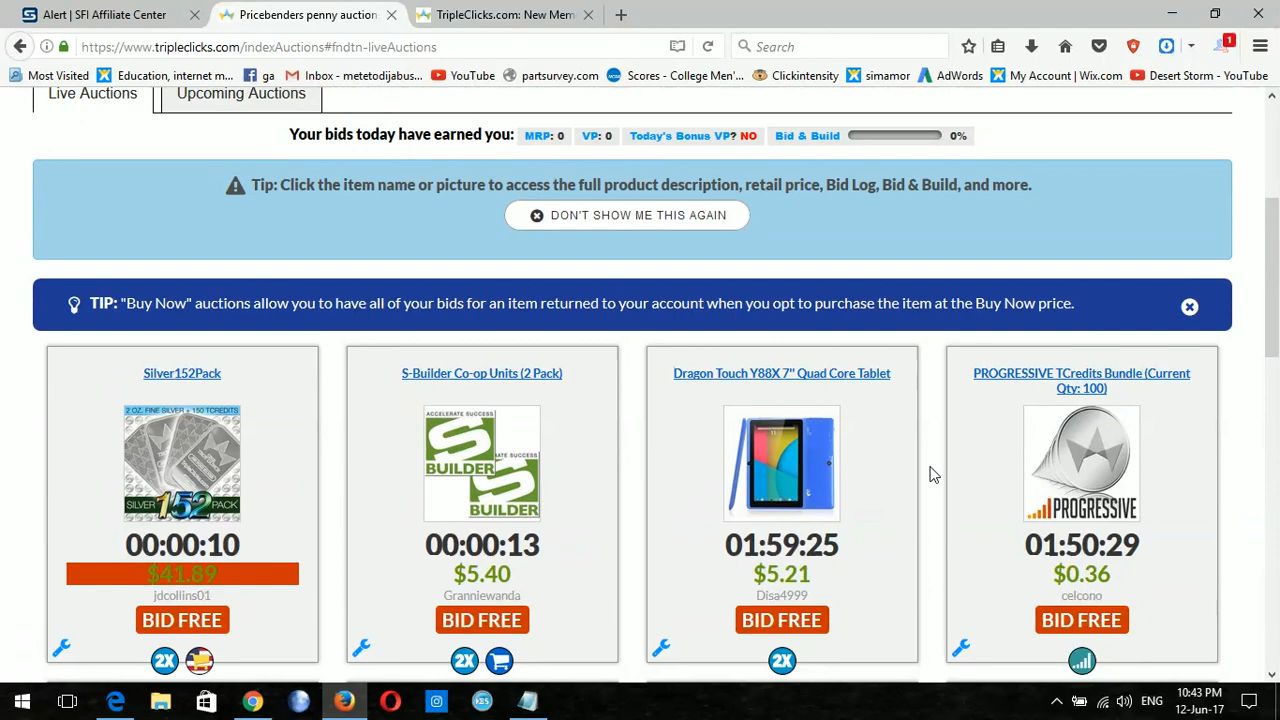 Alert | SFI Affiliate Center
Pricebenders penny auction
TripleClicks.com: New Mem
https://www.tripleclicks.com/indexAuctions#fndtn-liveAuctions
Search
1
Most Visited
Education, internet m...
ga
Inbox - metetodijabus...
YouTube
partsurvey.com
Scores - College Men'...
Clickintensity
simamor
AdWords
My Account | Wix.com
Desert Storm - YouTube
Live Auctions
Upcoming Auctions
Your bids today have earned you: MRP: 0 VP: 0 Today's Bonus VP? NO Bid & Build 0%
Tip: Click the item name or picture to access the full product description, retail price, Bid Log, Bid & Build, and more.
DON'T SHOW ME THIS AGAIN
TIP: "Buy Now" auctions allow you to have all of your bids for an item returned to your account when you opt to purchase the item at the Buy Now price.
Silver152Pack
2 OZ. FINE SILVER + 150 TCREDITS
SILVER 152 PACK
00:00:10
$41.89
jdcollins01
BID FREE
2X
S-Builder Co-op Units (2 Pack)
ACCELERATE SUCCESS
S
BUILDER
ACCELERATE SUCCESS
S
BUILDER
00:00:13
$5.40
Granniewanda
BID FREE
2X
Dragon Touch Y88X 7" Quad Core Tablet
01:59:25
$5.21
Disa4999
BID FREE
2X
PROGRESSIVE TCredits Bundle (Current
Qty: 100)
PROGRESSIVE
01:50:29
$0.36
celcono
BID FREE
ENG
10:43 PM
12-Jun-17